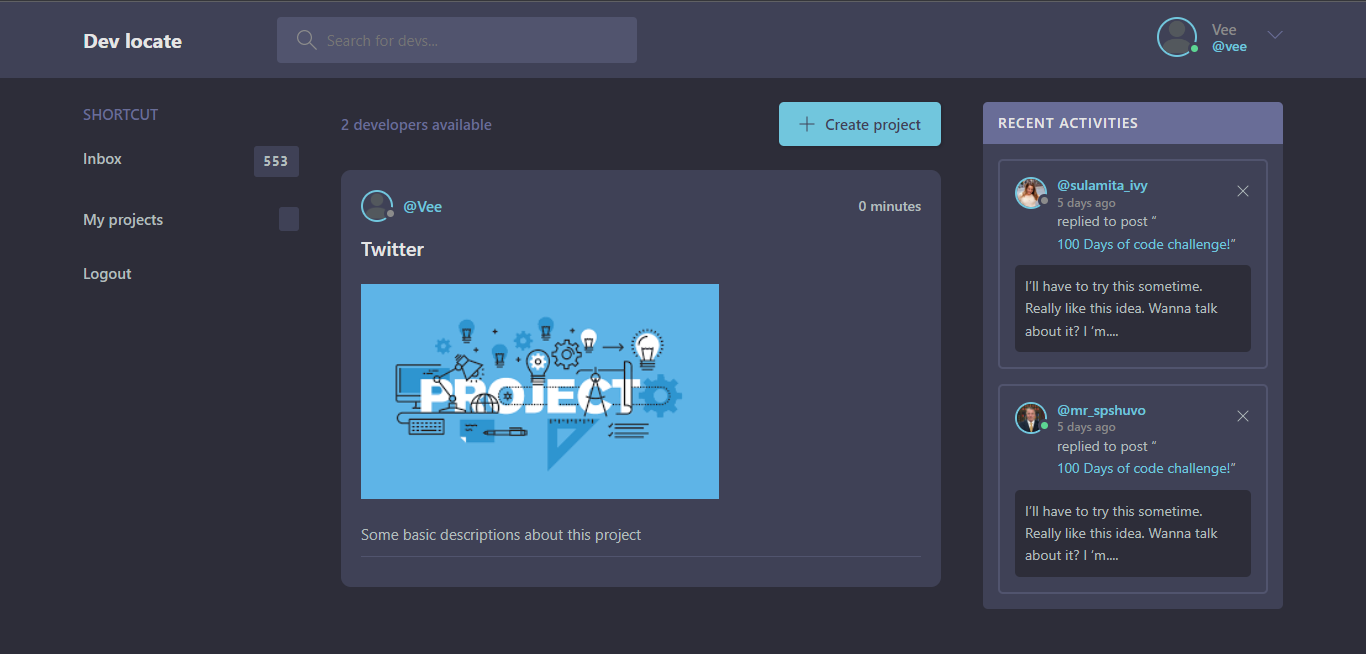 Dev locate
Search for devs...
Vee
@vee
SHORTCUT
Inbox
553
My projects
Logout
2 developers available
Create project
@Vee
0 minutes
Twitter
PROJECT
Some basic descriptions about this project
RECENT ACTIVITIES
@sulamita_ivy
5 days ago
replied to post “
100 Days of code challenge!”
I’ll have to try this sometime.
Really like this idea. Wanna talk
about it? I ’m....
@mr_spshuvo
5 days ago
replied to post “
100 Days of code challenge!”
I’ll have to try this sometime.
Really like this idea. Wanna talk
about it? I ’m....